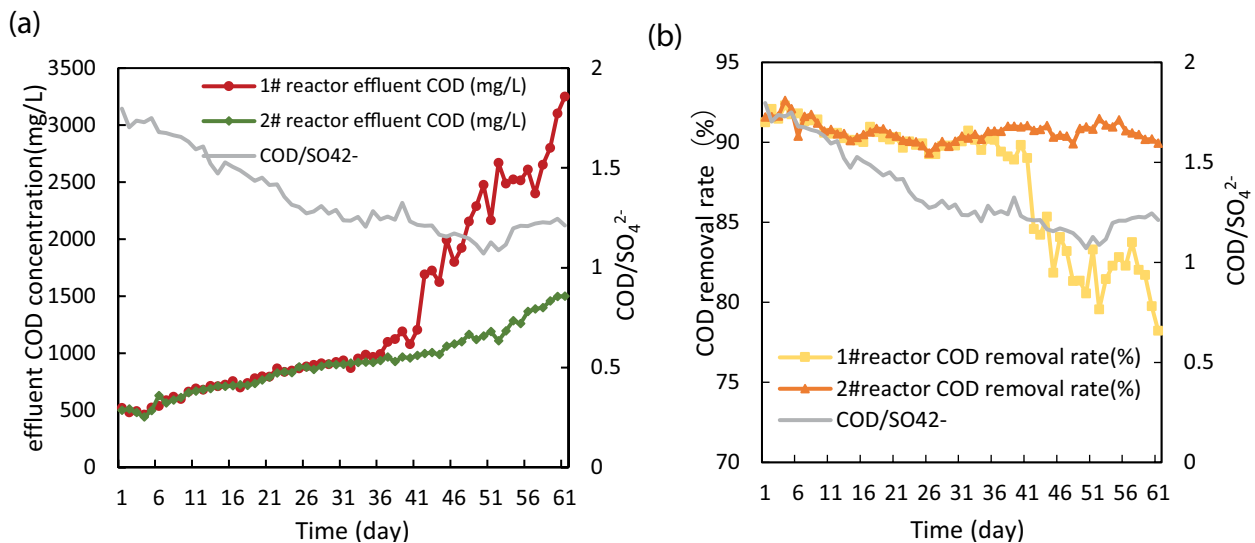 (a)
3500
3000
2500
2000
1500
1000
500
0
effluent COD concentration(mg/L)
1# reactor effluent COD (mg/L)
2# reactor effluent COD (mg/L)
COD/SO42-
2
1.5
1
0.5
0
COD/SO₄²⁻
1 6 11 16 21 26 31 36 41 46 51 56 61
Time (day)
(b)
95
90
85
80
75
70
COD removal rate (%)
1#reactor COD removal rate(%)
2#reactor COD removal rate(%)
COD/SO42-
2
1.5
1
0.5
0
COD/SO₄²⁻
1 6 11 16 21 26 31 36 41 46 51 56 61
Time (day)